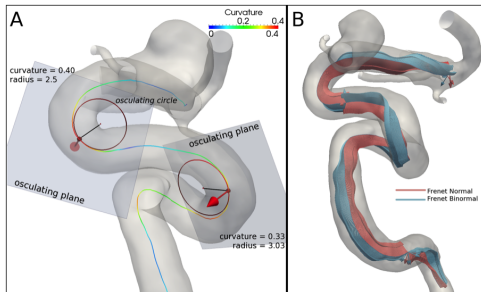 A
Curvature
0 0.2 0.4
0.4
curvature = 0.40
radius = 2.5
osculating circle
osculating plane
osculating plane
curvature = 0.33
radius = 3.03
B
Frenet Normal
Frenet Binormal